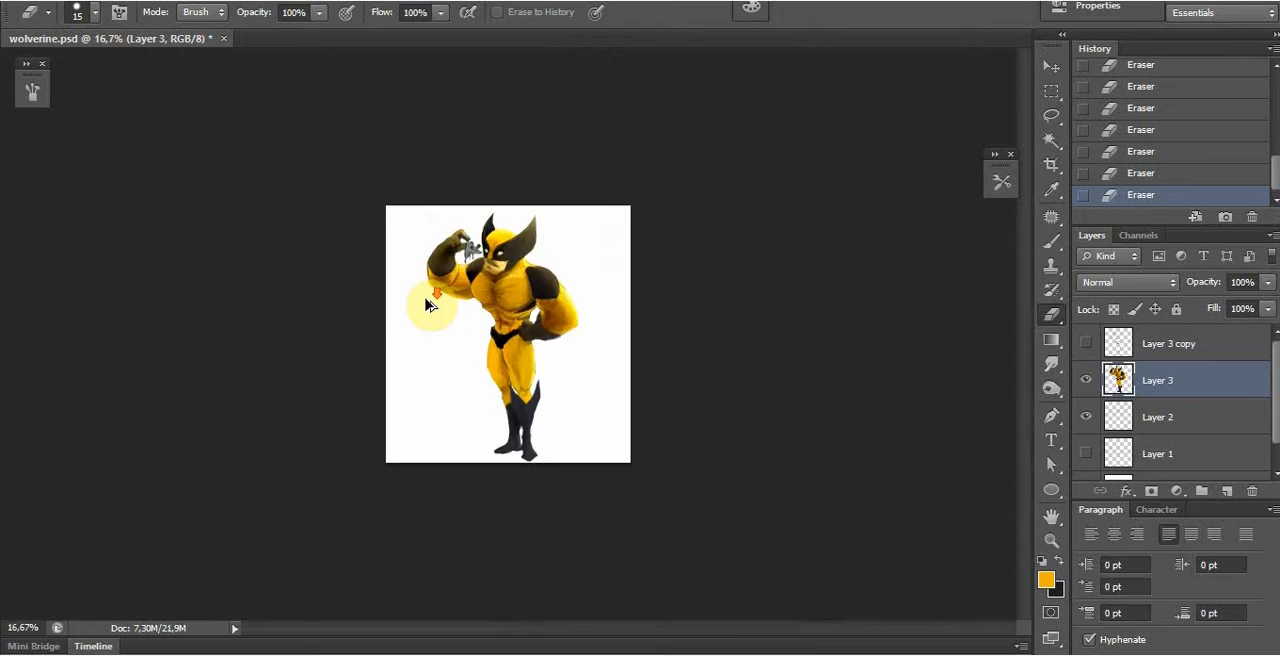 15 Mode: Brush Opacity: 100% Flow: 100% Erase to History Properties Essentials
wolverine.psd @ 16,7% (Layer 3, RGB/8) * ×
History
Eraser
Eraser
Eraser
Eraser
Eraser
Eraser
Eraser
Layers Channels
Kind
Normal Opacity: 100%
Lock: Fill: 100%
Layer 3 copy
Layer 3
Layer 2
Layer 1
fx
Paragraph Character
0 pt 0 pt
0 pt
0 pt 0 pt
Hyphenate
16,67% Doc: 7,30M/21,9M
Mini Bridge Timeline